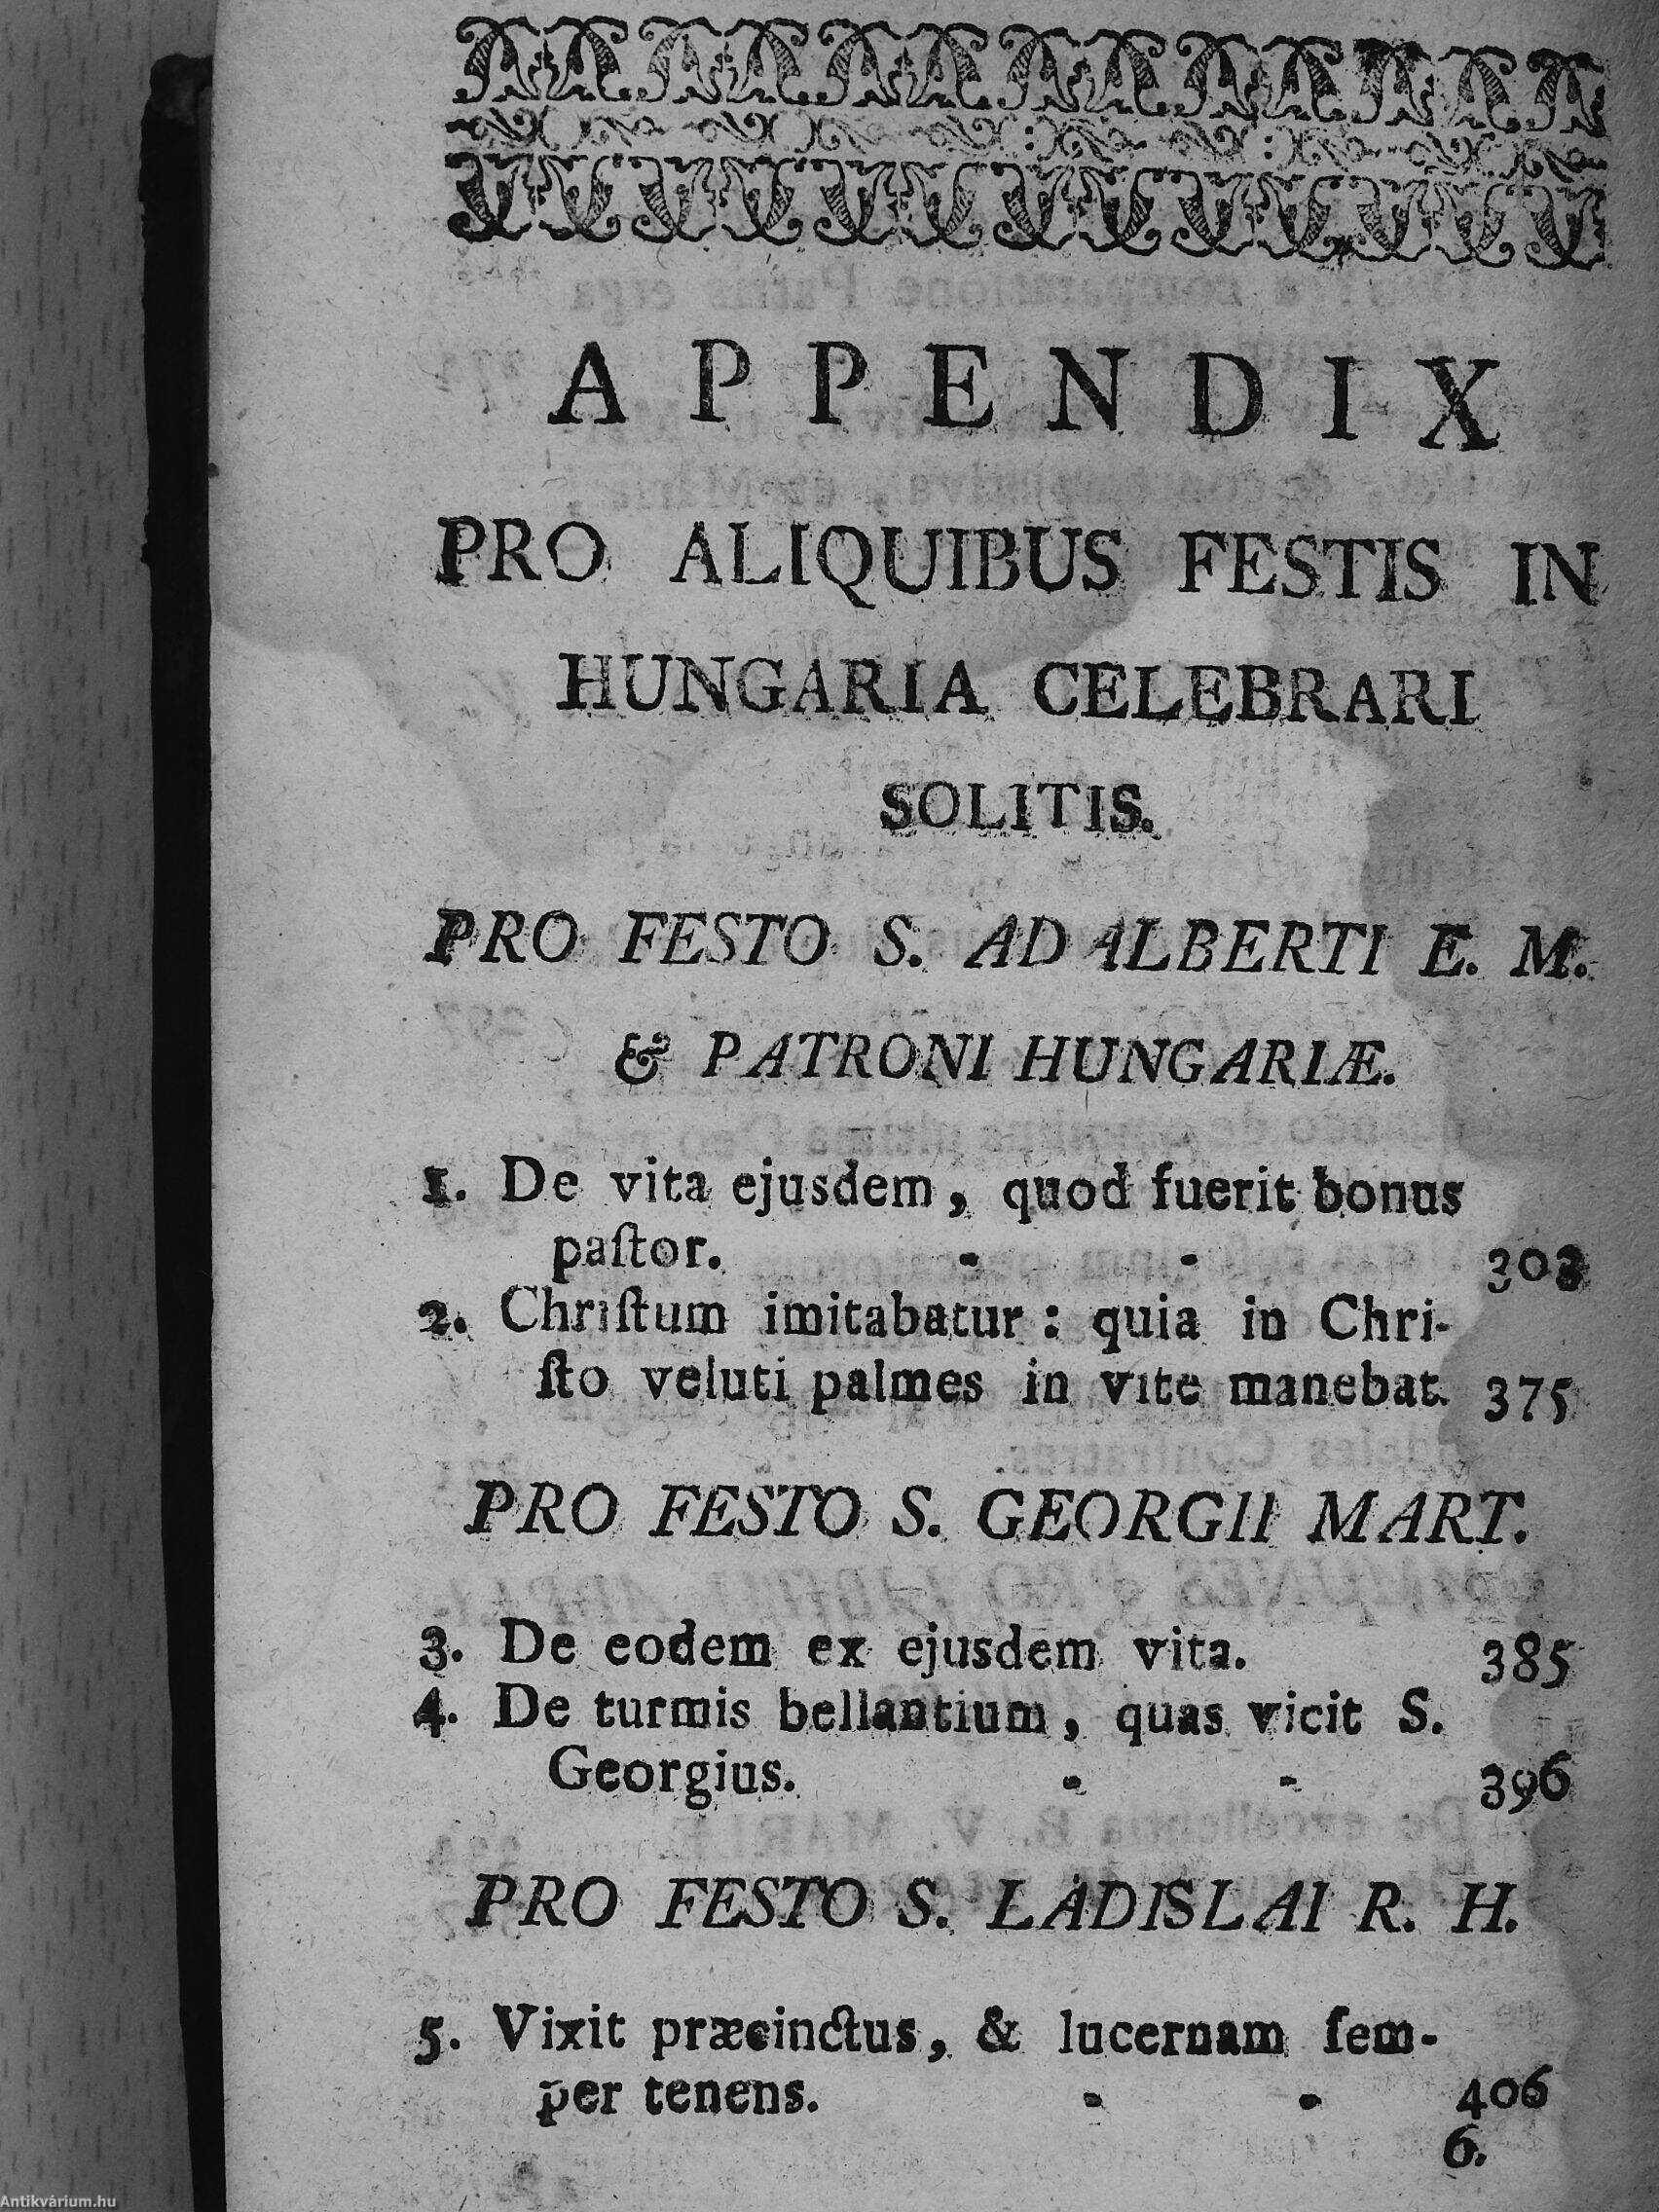 APPENDIX
PRO ALIQUIBUS FESTIS IN
HUNGARIA CELEBRARI
SOLITIS.
PRO FESTO S. ADALBERTI E. M.
& PATRONI HUNGARIÆ.
1. De vita ejusdem, quod fuerit bonus
paſtor. - - 303
2. Chriſtum imitabatur: quia in Chri-
ſto veluti palmes in vite manebat. 375
PRO FESTO S. GEORGII MART.
3. De eodem ex ejusdem vita. 385
4. De turmis bellantium, quas vicit S.
Georgius. - - 396
PRO FESTO S. LADISLAI R. H.
5. Vixit præcinctus, & lucernam ſem-
per tenens. - - 406
6.
Antikvárium.hu